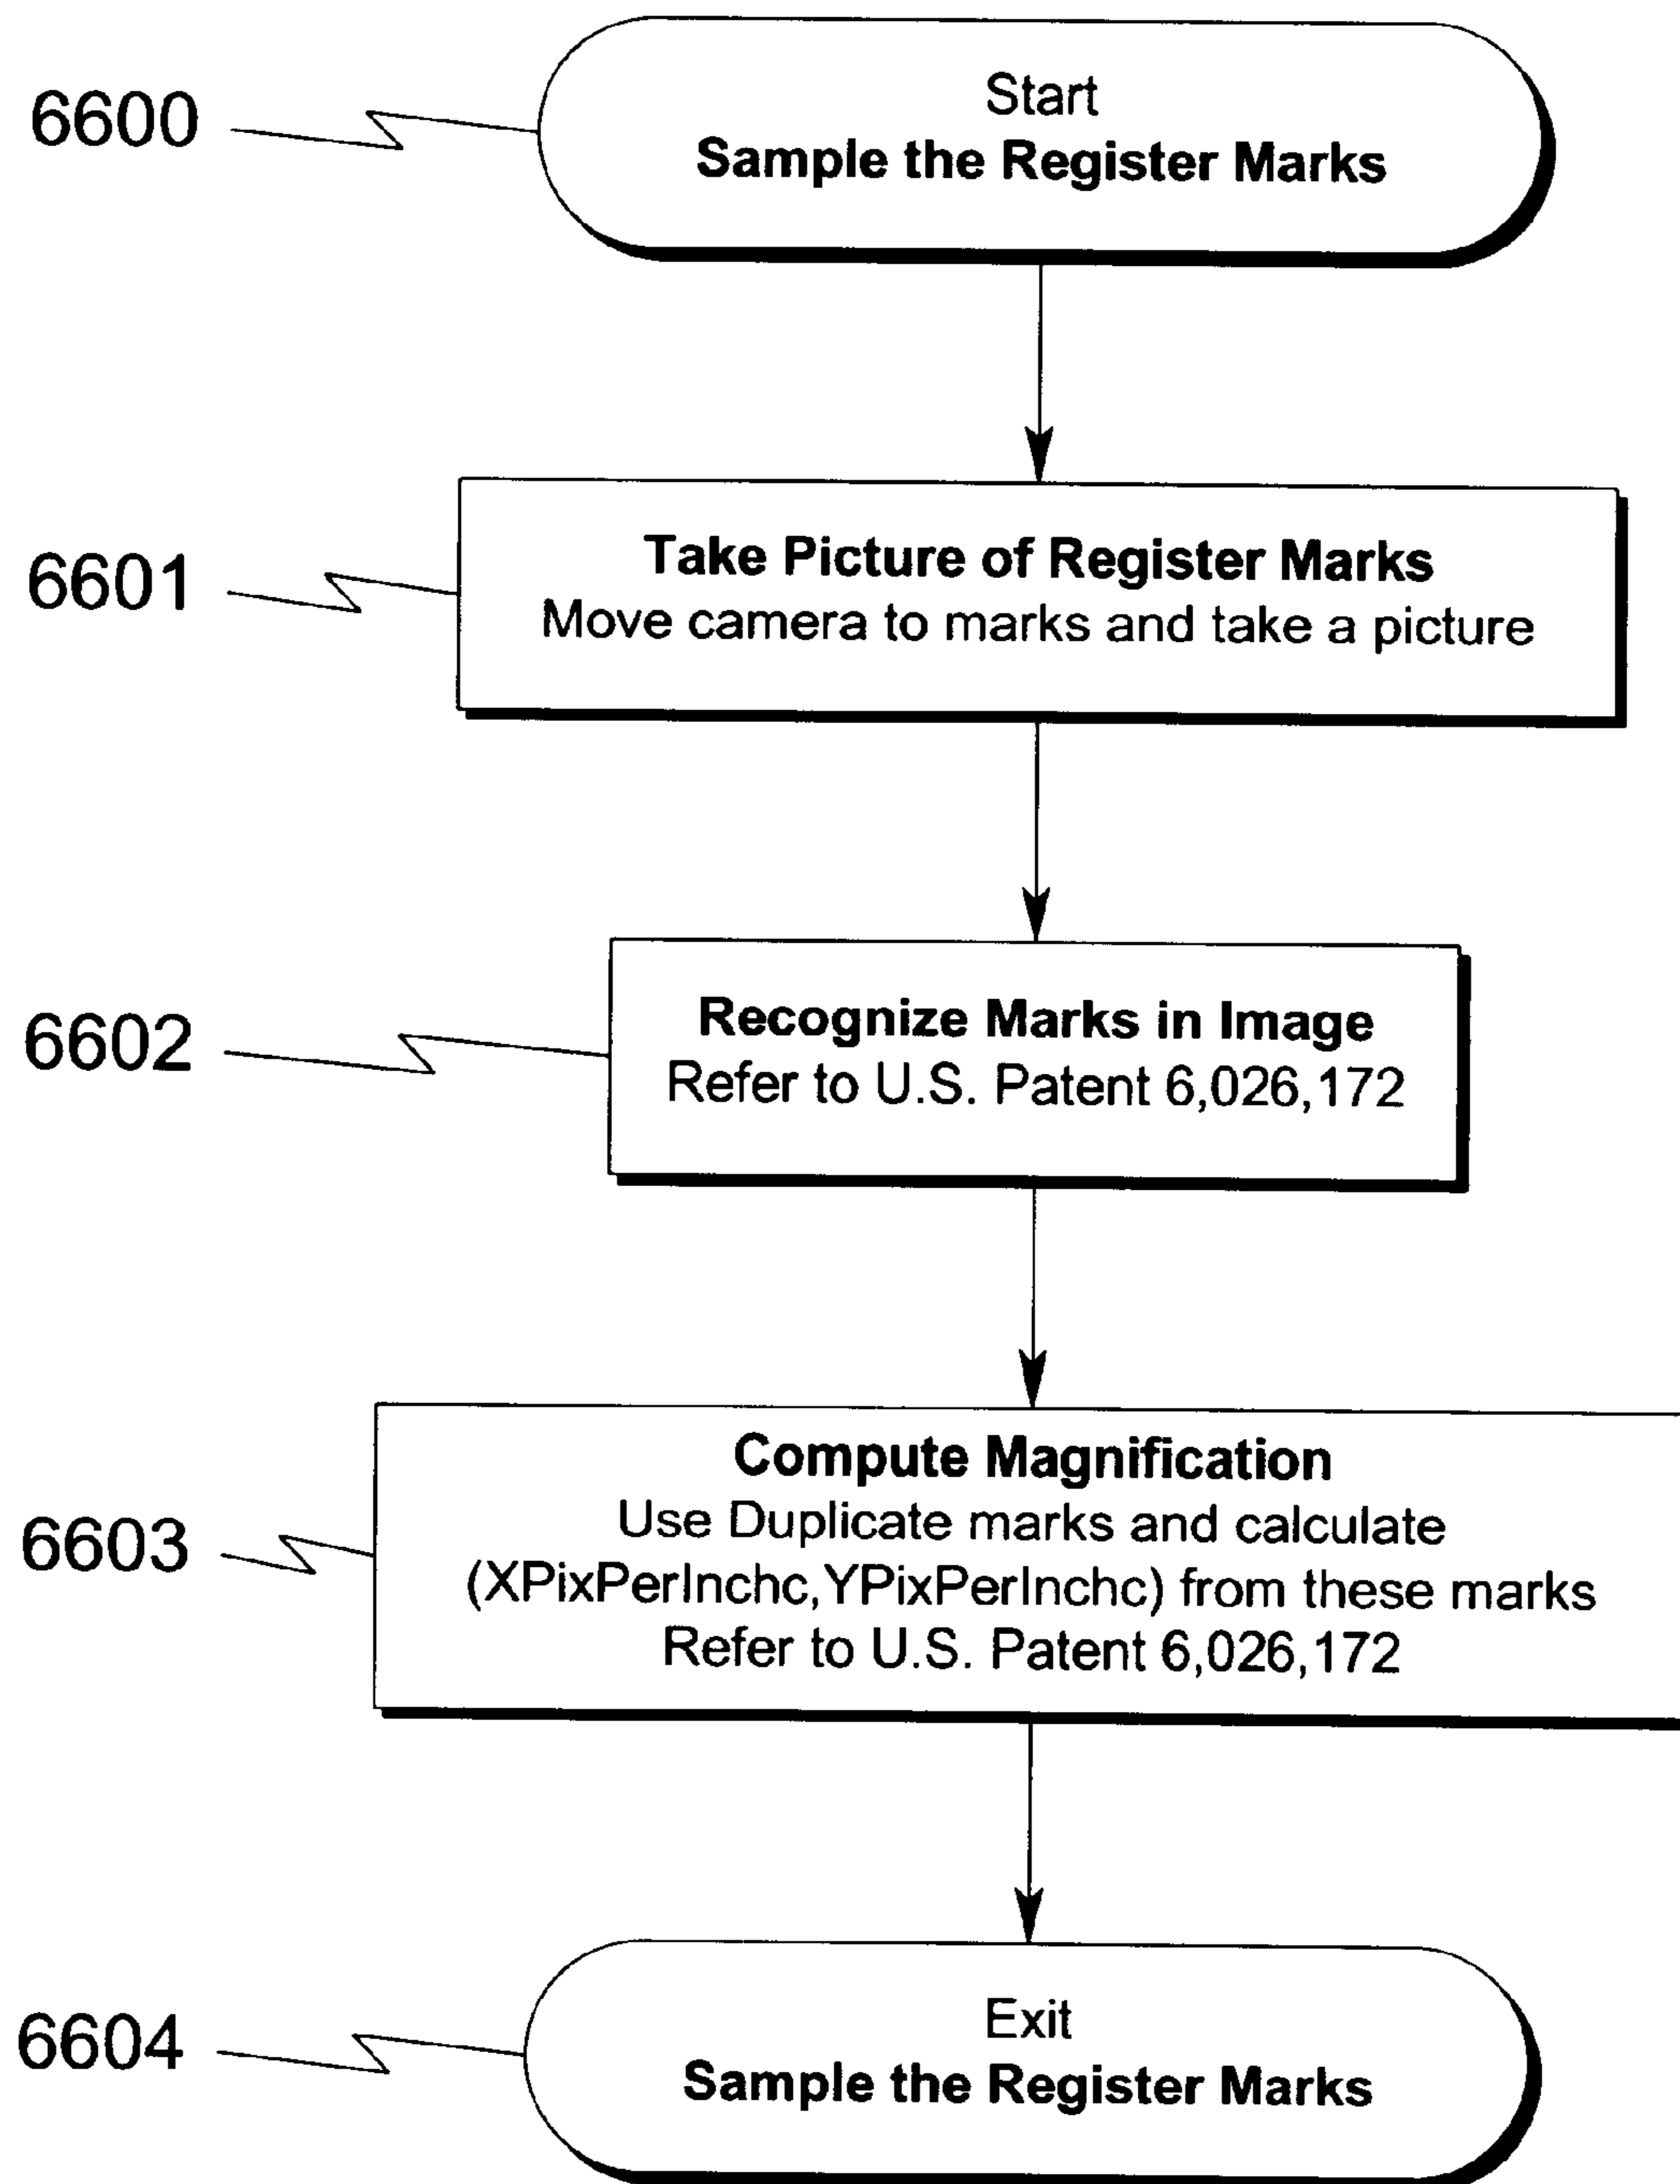 6600
Start
Sample the Register Marks
6601
Take Picture of Register Marks
Move camera to marks and take a picture
6602
Recognize Marks in Image
Refer to U.S. Patent 6,026,172
6603
Compute Magnification
Use Duplicate marks and calculate
(XPixPerInchc,YPixPerInchc) from these marks
Refer to U.S. Patent 6,026,172
6604
Exit
Sample the Register Marks